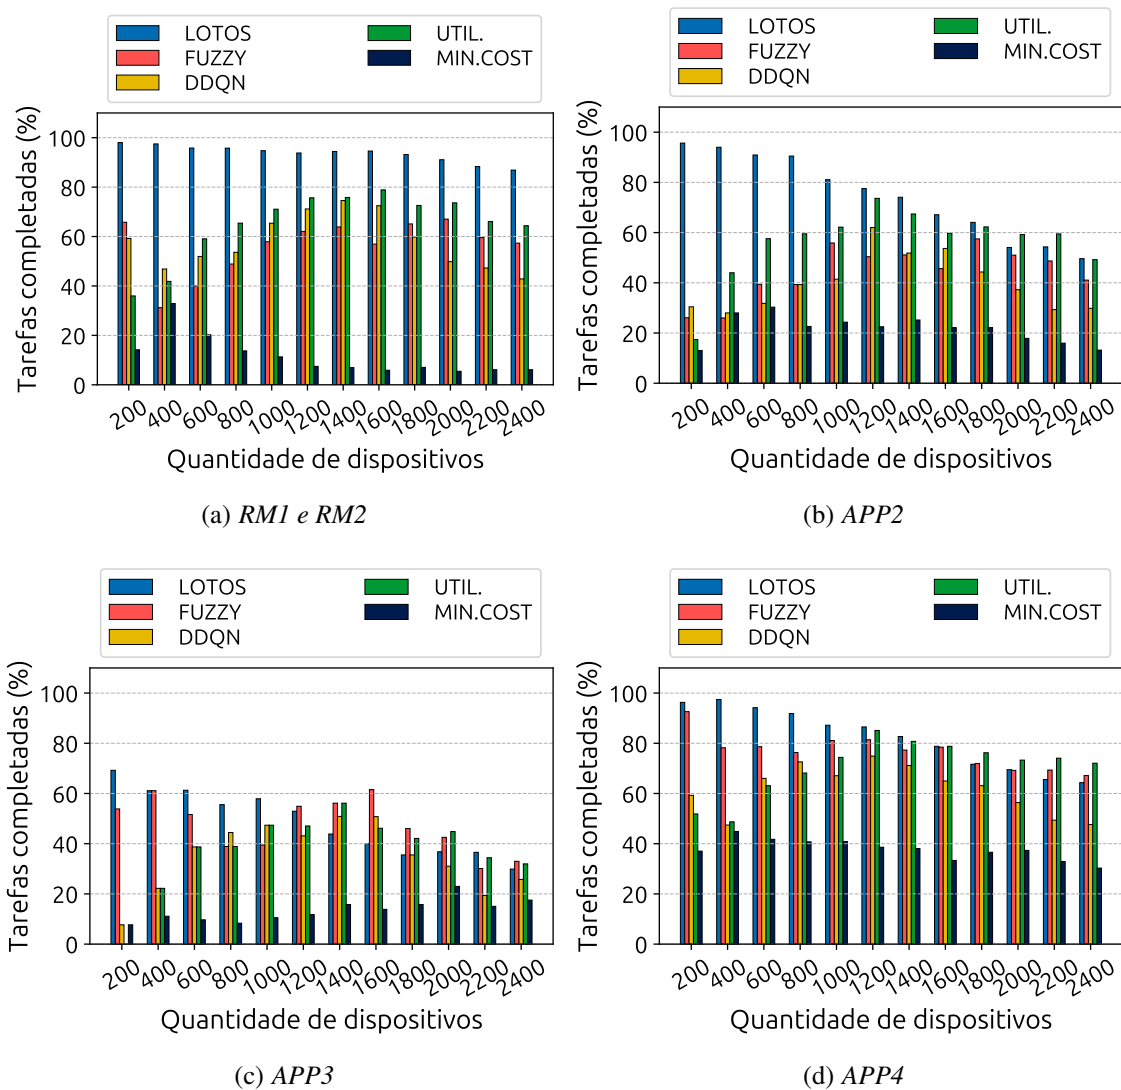 LOTOS
FUZZY
DDQN
UTIL.
MIN.COST
Tarefas completadas (%)
100
80
60
40
20
0
200 400 600 800 1000 1200 1400 1600 1800 2000 2200 2400
Quantidade de dispositivos
(a) RM1 e RM2
LOTOS
FUZZY
DDQN
UTIL.
MIN.COST
Tarefas completadas (%)
100
80
60
40
20
0
200 400 600 800 1000 1200 1400 1600 1800 2000 2200 2400
Quantidade de dispositivos
(b) APP2
LOTOS
FUZZY
DDQN
UTIL.
MIN.COST
Tarefas completadas (%)
100
80
60
40
20
0
200 400 600 800 1000 1200 1400 1600 1800 2000 2200 2400
Quantidade de dispositivos
(c) APP3
LOTOS
FUZZY
DDQN
UTIL.
MIN.COST
Tarefas completadas (%)
100
80
60
40
20
0
200 400 600 800 1000 1200 1400 1600 1800 2000 2200 2400
Quantidade de dispositivos
(d) APP4